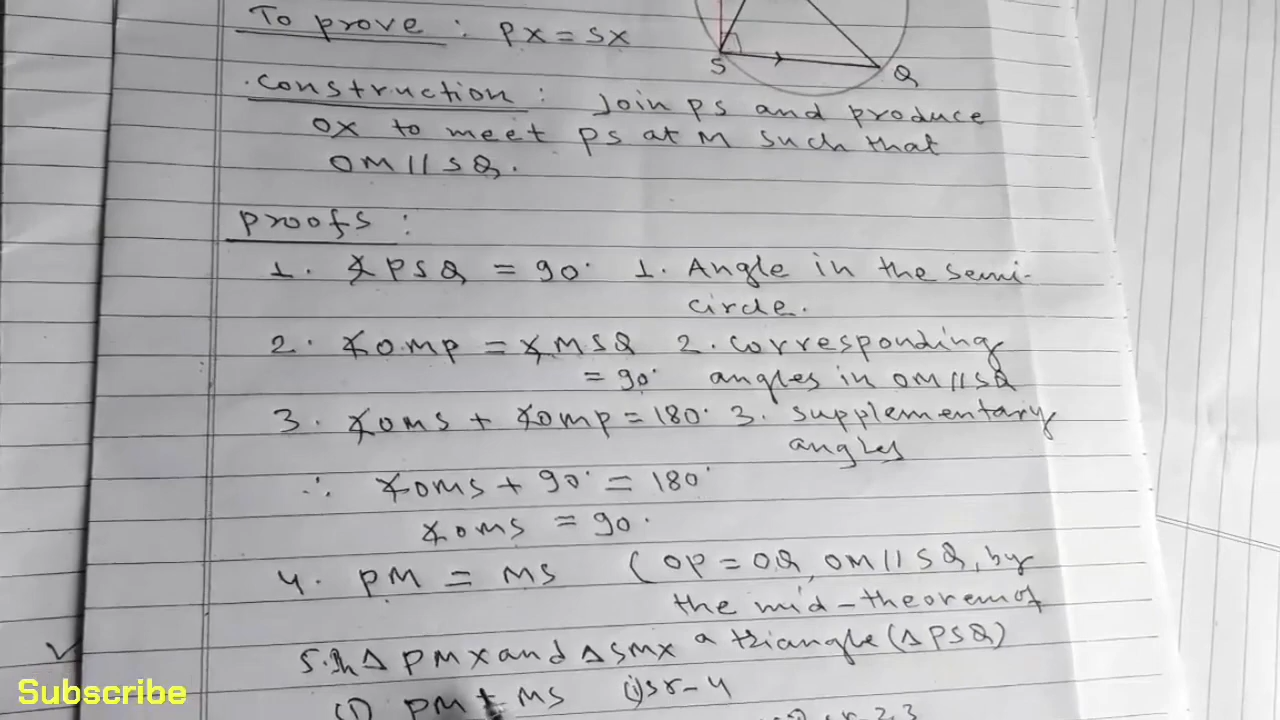 To prove : PX = SX
S
Q
Construction : Join PS and produce
OX to meet PS at M such that
OM // SQ.
Proofs :
1. ∡PSQ = 90° 1. Angle in the semi-
circle.
2. ∡OMP = ∡MSQ 2. corresponding
= 90° angles in OM//SQ
3. ∡OMS + ∡OMP = 180° 3. supplementary
angles
∴ ∡OMS + 90° = 180°
∡OMS = 90°
4. PM = MS (OP = OQ, OM//SQ, by
the mid-theorem of
5. In Δ PMX and Δ SMX a triangle (Δ PSQ)
(i) PM = MS (i) sr-4
Subscribe